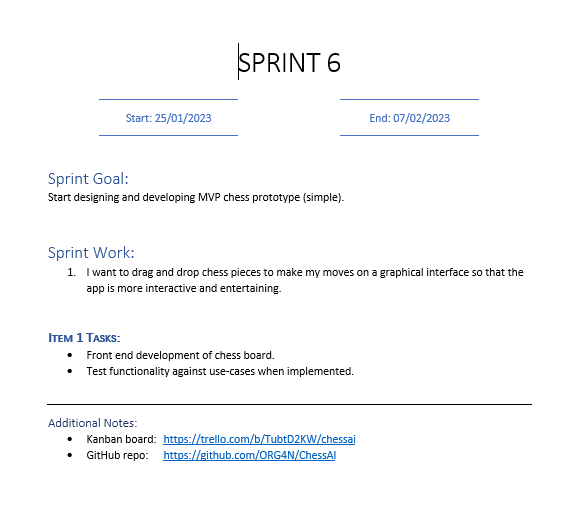 SPRINT 6
Start: 25/01/2023
End: 07/02/2023
Sprint Goal:
Start designing and developing MVP chess prototype (simple).
Sprint Work:
1. I want to drag and drop chess pieces to make my moves on a graphical interface so that the
app is more interactive and entertaining.
ITEM 1 TASKS:
• Front end development of chess board.
• Test functionality against use-cases when implemented.
Additional Notes:
• Kanban board: https://trello.com/b/TubtD2KW/chessai
• GitHub repo: https://github.com/ORG4N/ChessAI